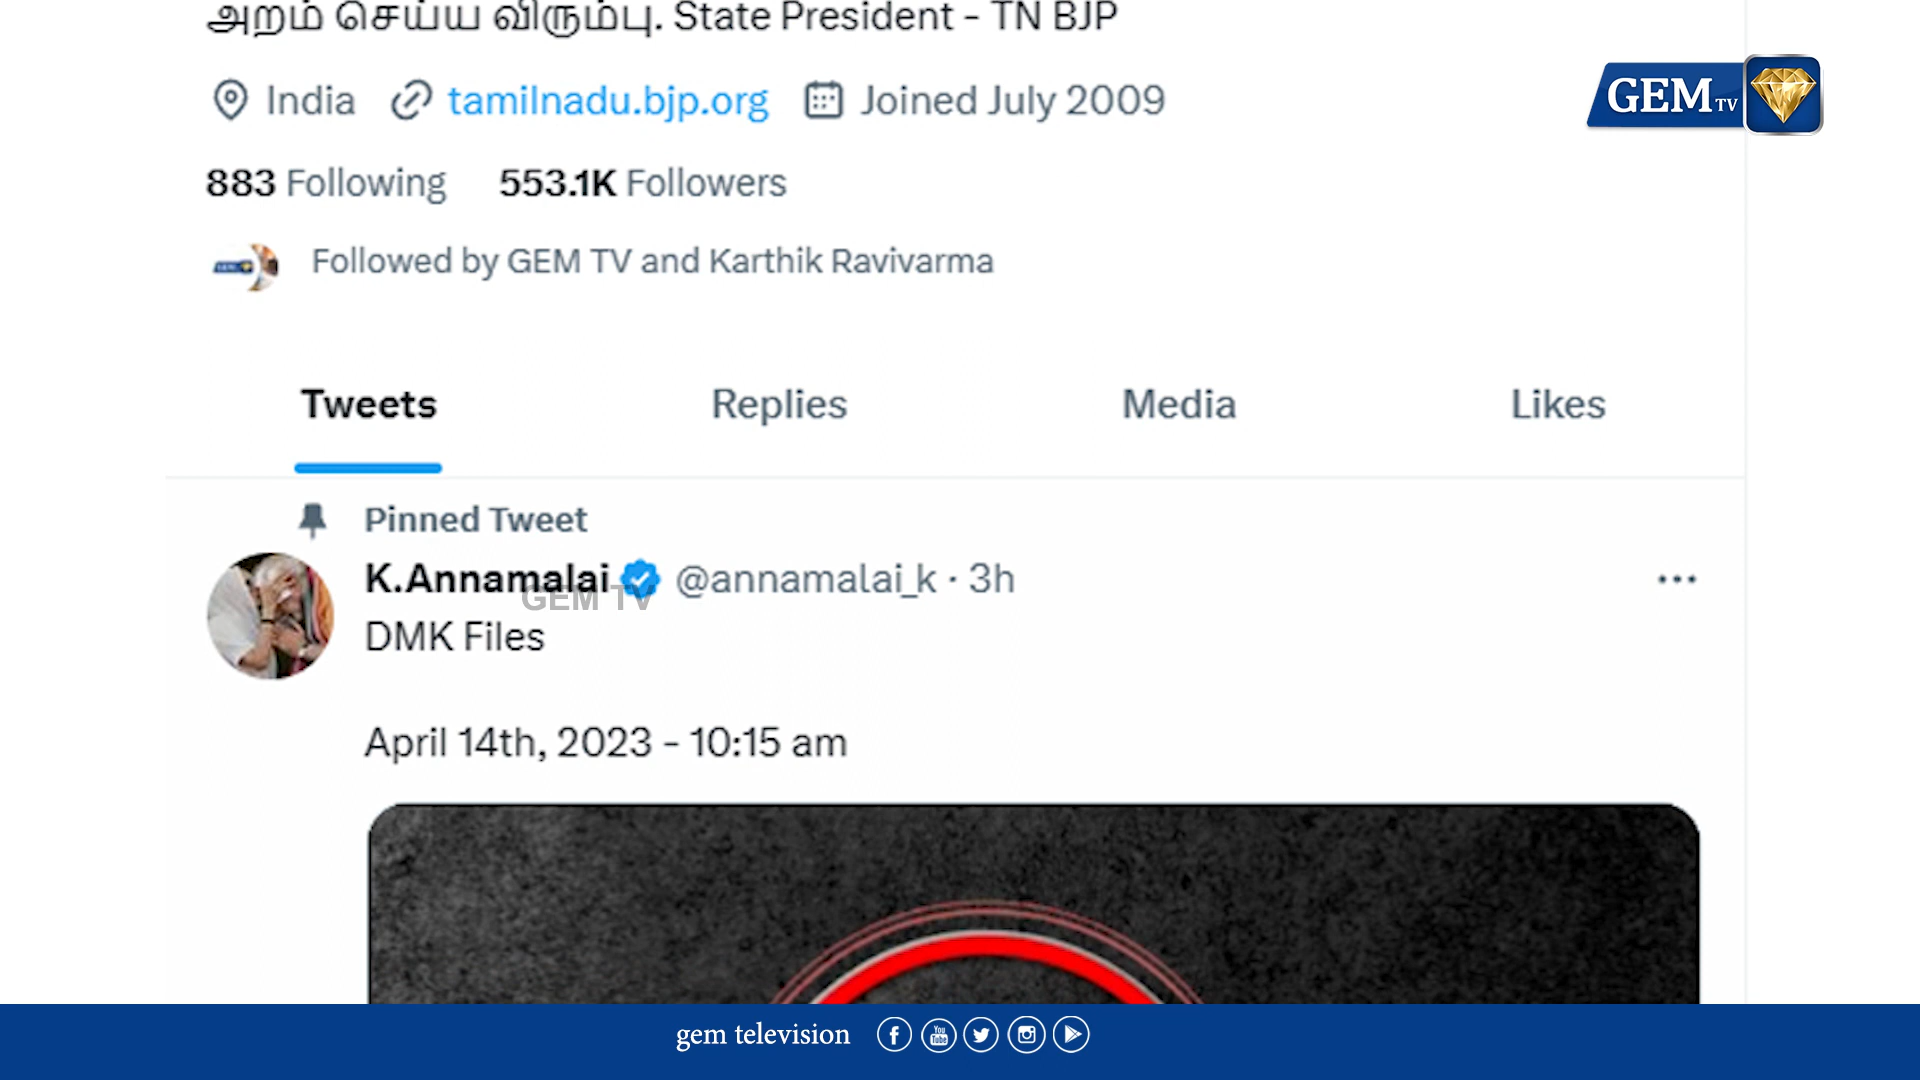 அறம் செய்ய விரும்பு. State President - TN BJP
India tamilnadu.bjp.org Joined July 2009
GEM TV
883 Following 553.1K Followers
Followed by GEM TV and Karthik Ravivarma
Tweets Replies Media Likes
Pinned Tweet
K.Annamalai @annamalai_k · 3h
GEM TV
DMK Files
April 14th, 2023 - 10:15 am
gem television